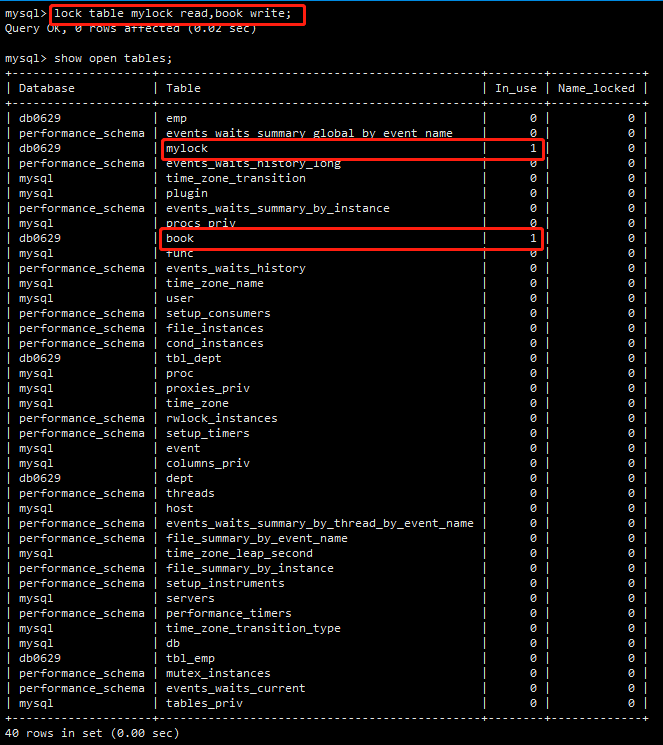 mysql> lock table mylock read,book write;
Query OK, 0 rows affected (0.02 sec)
mysql> show open tables;
+--------------------+----------------------------------------------+--------+-------------+
| Database | Table | In_use | Name_locked |
+--------------------+----------------------------------------------+--------+-------------+
| db0629 | emp | 0 | 0 |
| performance_schema | events_waits_summary_global_by_event_name | 0 | 0 |
| db0629 | mylock | 1 | 0 |
| performance_schema | events_waits_history_long | 0 | 0 |
| mysql | time_zone_transition | 0 | 0 |
| mysql | plugin | 0 | 0 |
| performance_schema | events_waits_summary_by_instance | 0 | 0 |
| mysql | procs_priv | 0 | 0 |
| db0629 | book | 1 | 0 |
| mysql | func | 0 | 0 |
| performance_schema | events_waits_history | 0 | 0 |
| mysql | time_zone_name | 0 | 0 |
| mysql | user | 0 | 0 |
| performance_schema | setup_consumers | 0 | 0 |
| performance_schema | file_instances | 0 | 0 |
| performance_schema | cond_instances | 0 | 0 |
| db0629 | tbl_dept | 0 | 0 |
| mysql | proc | 0 | 0 |
| mysql | proxies_priv | 0 | 0 |
| mysql | time_zone | 0 | 0 |
| performance_schema | rwlock_instances | 0 | 0 |
| performance_schema | setup_timers | 0 | 0 |
| mysql | event | 0 | 0 |
| mysql | columns_priv | 0 | 0 |
| db0629 | dept | 0 | 0 |
| performance_schema | threads | 0 | 0 |
| mysql | host | 0 | 0 |
| performance_schema | events_waits_summary_by_thread_by_event_name | 0 | 0 |
| performance_schema | file_summary_by_event_name | 0 | 0 |
| mysql | time_zone_leap_second | 0 | 0 |
| performance_schema | file_summary_by_instance | 0 | 0 |
| performance_schema | setup_instruments | 0 | 0 |
| mysql | servers | 0 | 0 |
| performance_schema | performance_timers | 0 | 0 |
| mysql | time_zone_transition_type | 0 | 0 |
| mysql | db | 0 | 0 |
| db0629 | tbl_emp | 0 | 0 |
| performance_schema | mutex_instances | 0 | 0 |
| performance_schema | events_waits_current | 0 | 0 |
| mysql | tables_priv | 0 | 0 |
+--------------------+----------------------------------------------+--------+-------------+
40 rows in set (0.00 sec)